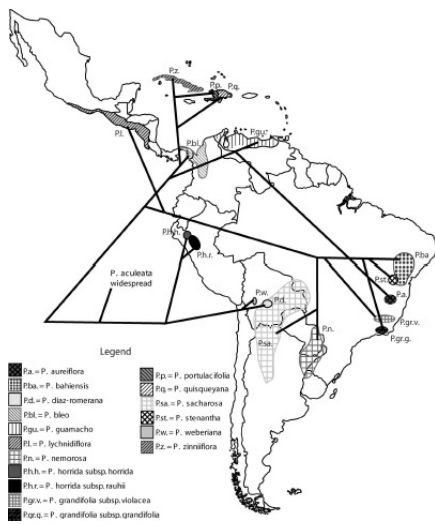 P.z.
P.p.
P.q.
P.l.
P.bl.
P.gu.
P.h.h.
P.h.r.
P.ba
P.st.
P.a.
P. aculeata
widespread
P.w.
P.d.
P.gr.v.
P.n.
P.sa.
P.gr.g.
Legend
P.a. = P. aureiflora
P.ba= P. bahiensis
P.d = P. diaz-romerana
P.bl.= P. bleo
P.gu= P. guamacho
P.l = P. lychnidiflora
P.n = P. nemorosa
P.h.h.= P. horrida subsp.horrida
P.h.r.= P. horrida subsp.rauhii
P.gr.v.= P. grandifolia subsp.violacea
P.gr.g.= P. grandifolia subsp.grandifolia
P.p.= P. portulacifolia
P.q.= P. quisqueyana
P.sa.= P. sacharosa
P.st.= P. stenantha
P.w.= P. weberiana
P.z.= P. zinniiflora